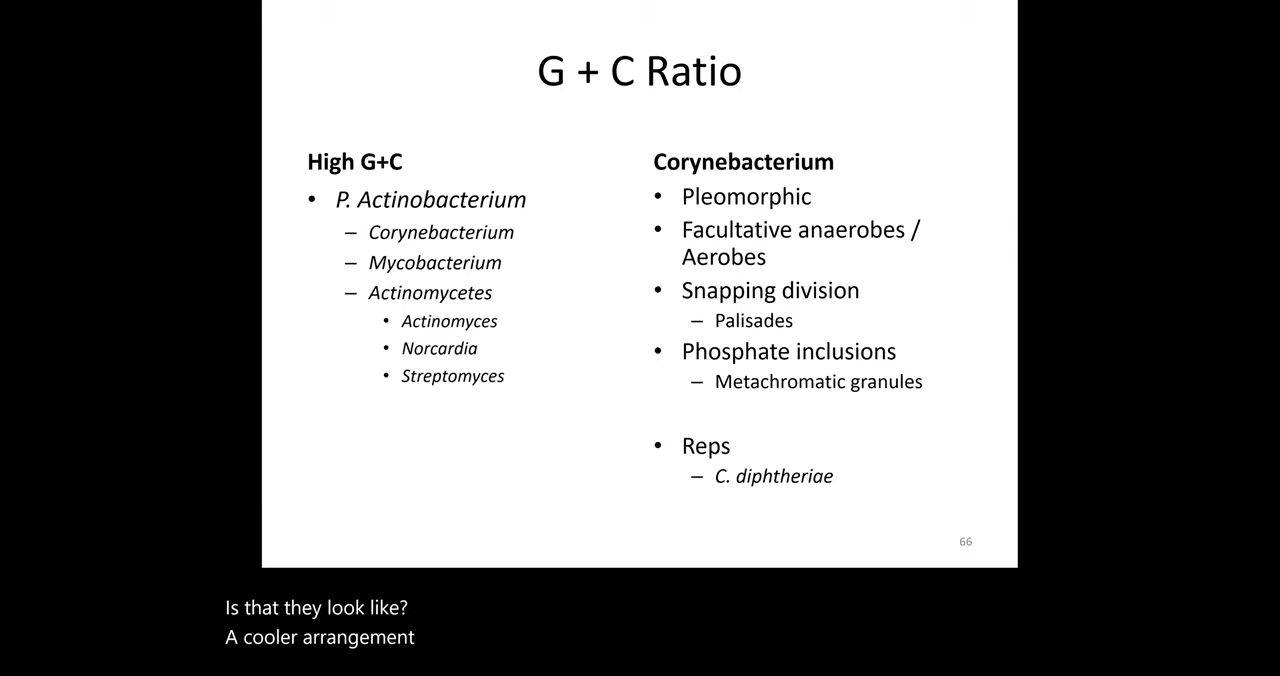 G + C Ratio
High G+C
• P. Actinobacterium
– Corynebacterium
– Mycobacterium
– Actinomycetes
• Actinomyces
• Norcardia
• Streptomyces
Corynebacterium
• Pleomorphic
• Facultative anaerobes /
Aerobes
• Snapping division
– Palisades
• Phosphate inclusions
– Metachromatic granules
• Reps
– C. diphtheriae
66
Is that they look like?
A cooler arrangement